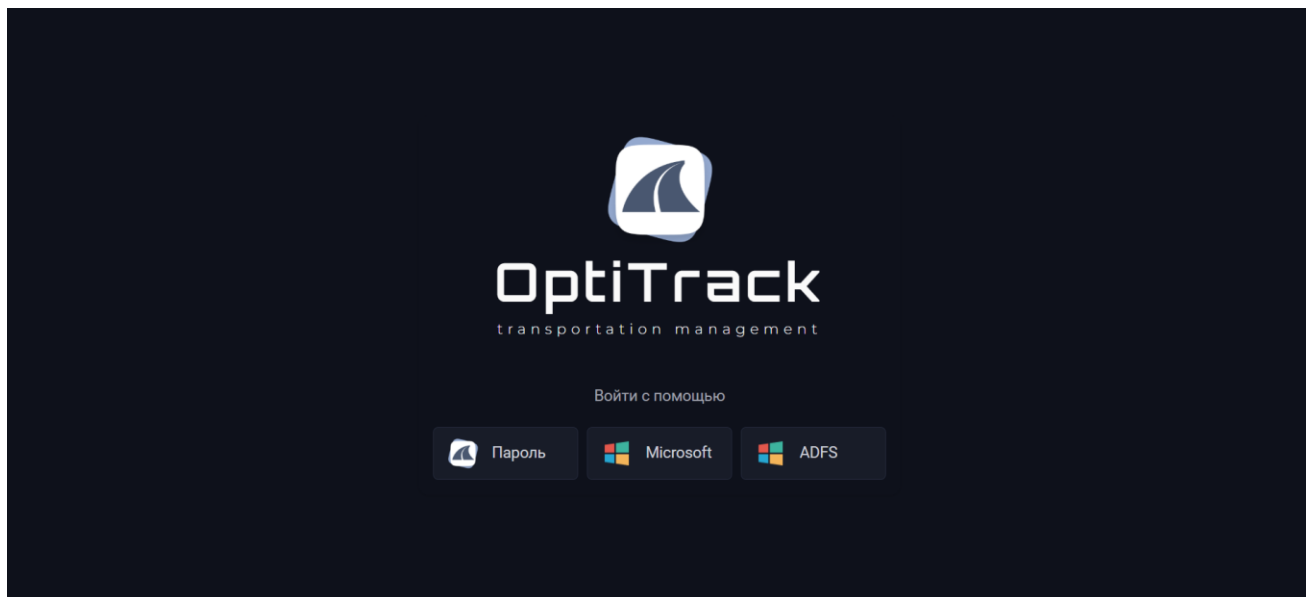 OptiTrack
transportation management
Войти с помощью
Пароль Microsoft ADFS